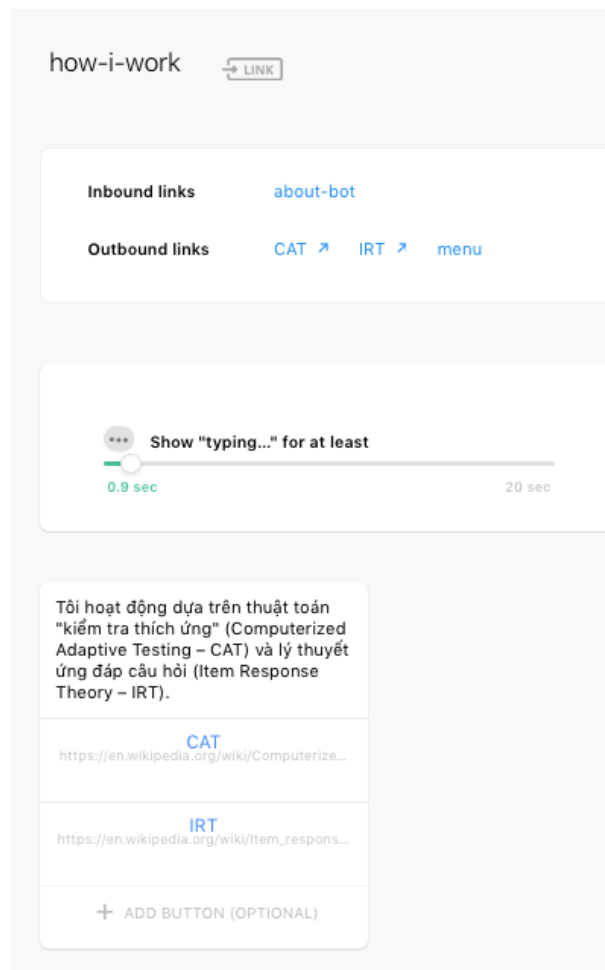 how-i-work
LINK
Inbound links about-bot
Outbound links CAT ↗ IRT ↗ menu
Show "typing..." for at least
0.9 sec 20 sec
Tôi hoạt động dựa trên thuật toán
"kiểm tra thích ứng" (Computerized
Adaptive Testing – CAT) và lý thuyết
ứng đáp câu hỏi (Item Response
Theory – IRT).
CAT
https://en.wikipedia.org/wiki/Computerize...
IRT
https://en.wikipedia.org/wiki/Item_respons...
+ ADD BUTTON (OPTIONAL)